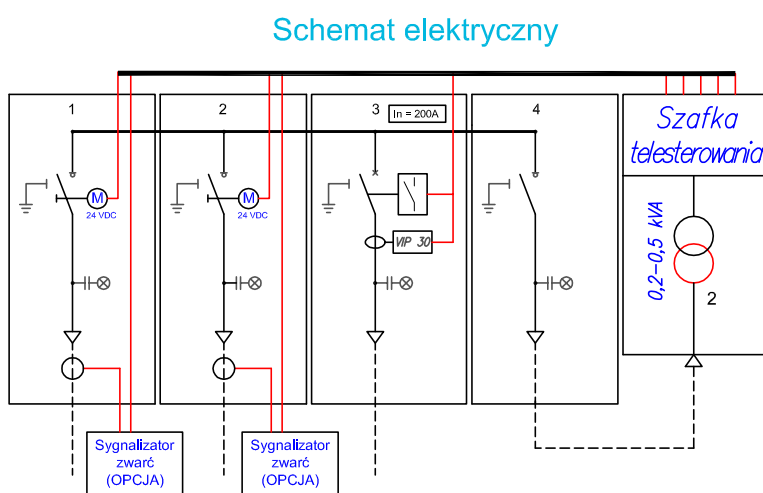 Schemat elektryczny
1
2
3
In = 200A
4
Szafka
telesterowania
M
24 VDC
M
24 VDC
VIP 30
0,2-0,5 kVA
2
Sygnalizator
zwarć
(OPCJA)
Sygnalizator
zwarć
(OPCJA)